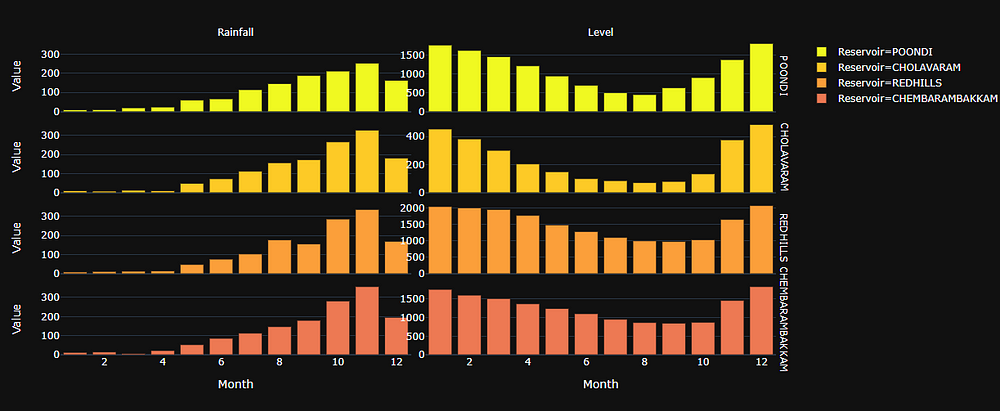 Rainfall
Level
Value
300
200
100
0
1500
1000
500
0
POONDI
Value
300
200
100
0
400
200
0
CHOLAVARAM
Value
300
200
100
0
2000
1500
1000
500
0
REDHILLS
Value
300
200
100
0
1500
1000
500
0
CHEMBARAMBAKKAM
2 4 6 8 10 12
2 4 6 8 10 12
Month
Month
Reservoir=POONDI
Reservoir=CHOLAVARAM
Reservoir=REDHILLS
Reservoir=CHEMBARAMBAKKAM